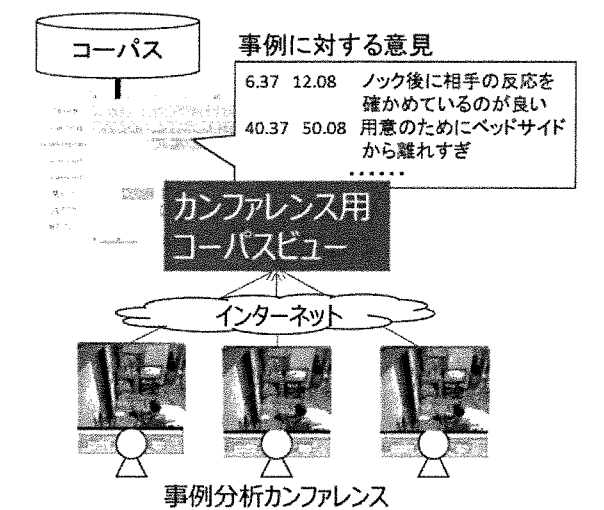 コーパス
事例に対する意見
6.37 12.08 ノック後に相手の反応を
確かめているのが良い
40.37 50.08 用意のためにベッドサイド
から離れすぎ
······
カンファレンス用
コーパスビュー
インターネット
事例分析カンファレンス